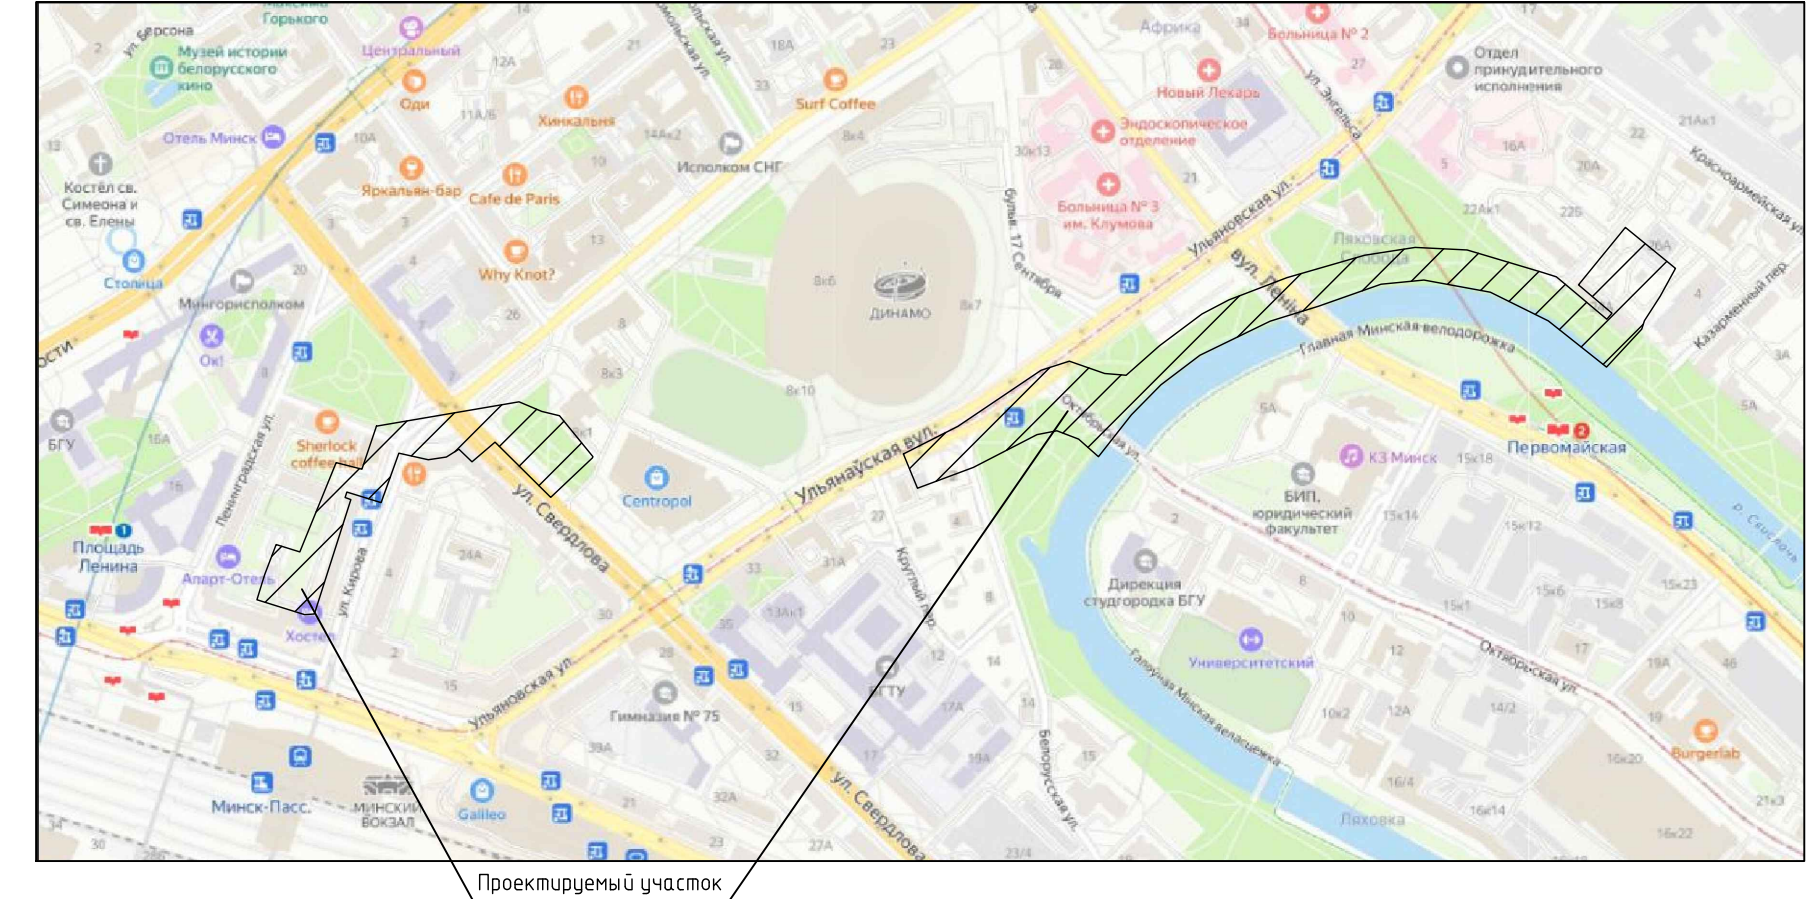 Максима
Горького
ул. Берсона
Центральный
Музей истории
белорусского
кино
Оди
Хинкальня
Surf Coffee
Африка
Больница № 2
Новый Лекарь
ул. Энгельса
Отдел
принудительного
исполнения
Отель Минск
Эндоскопическое
отделение
Исполком СНГ
Костёл св.
Симеона и
св. Елены
Яркальян-бар
Cafe de Paris
Больница № 3
им. Клумова
бульв. 17 Сентября
Ульяновская ул.
Красноармейская ул.
Ляховская
Слобода
вул. Леніна
Казарменный пер.
Столица
Why Knot?
Мингорисполком
ДИНАМО
Главная Минская велодорожка
Ок!
БГУ
Sherlock
coffee hall
Ленинградская ул.
Октябрьская ул.
Ульянаўская вул.
Centropol
ул. Свердлова
КЗ Минск
Первомайская
2
БИП,
юридический
факультет
р. Свислочь
1
Площадь
Ленина
Апарт-Отель
ул. Кирова
Хостел
Круглый пер.
Дирекция
студгородка БГУ
Университетский
Октябрьская ул.
Ульяновская ул.
Гимназия № 75
БГТУ
Галоўная Мінская веласцежка
Белорусская ул.
Burgerlab
Минск-Пасс.
МИНСКИЙ
ВОКЗАЛ
Galileo
ул. Свердлова
Ляховка
Проектируемый участок